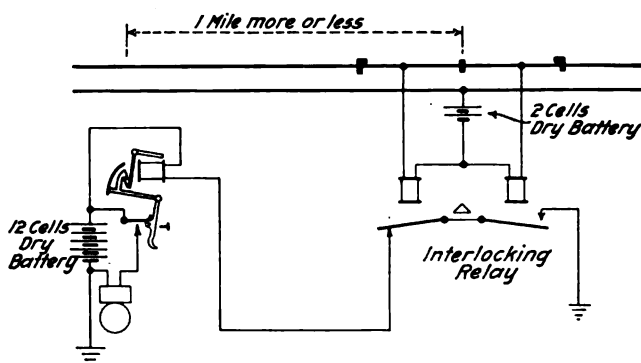 1 Mile more or less
2 Cells
Dry Battery
12 Cells
Dry
Battery
Interlocking
Relay